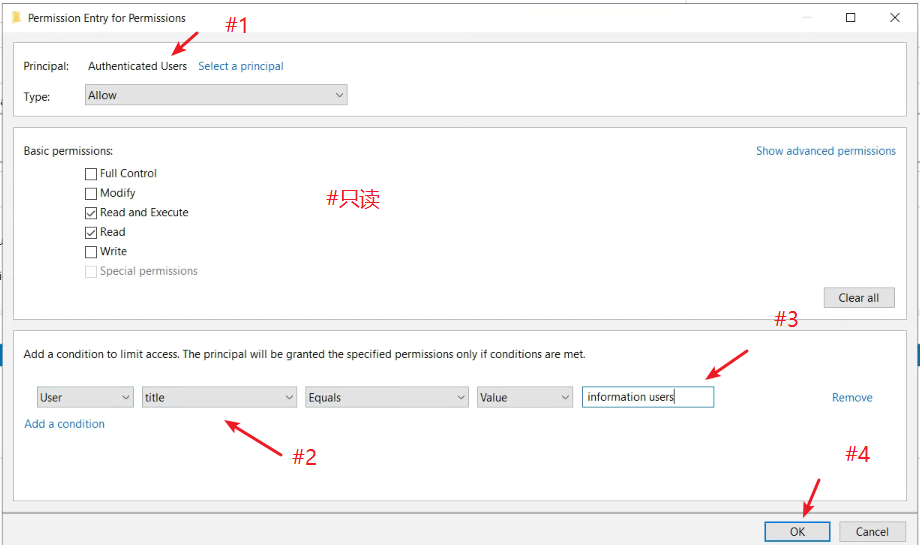 Permission Entry for Permissions
#1
Principal: Authenticated Users Select a principal
Type: Allow
Basic permissions: Show advanced permissions
Full Control
Modify
#只读
Read and Execute
Read
Write
Special permissions
Clear all
#3
Add a condition to limit access. The principal will be granted the specified permissions only if conditions are met.
User title Equals Value information users Remove
Add a condition
#2
#4
OK Cancel